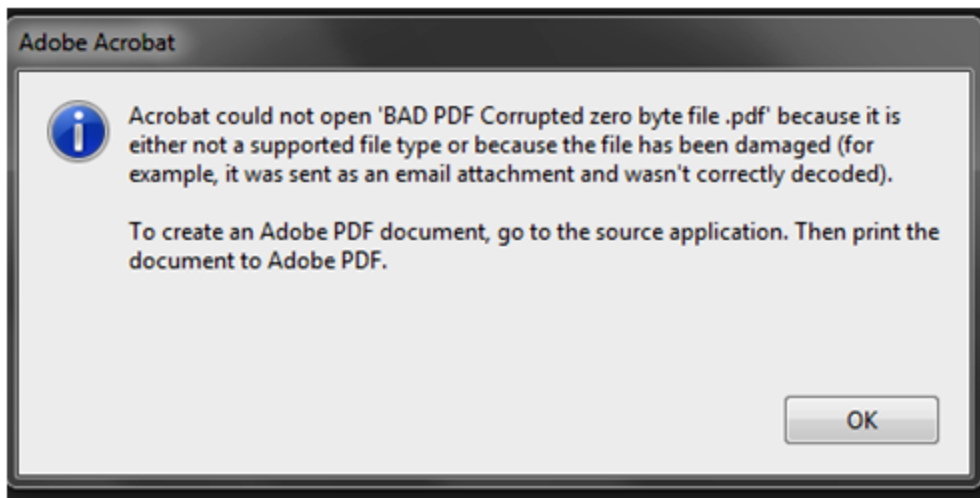 Adobe Acrobat
Acrobat could not open 'BAD PDF Corrupted zero byte file .pdf' because it is
either not a supported file type or because the file has been damaged (for
example, it was sent as an email attachment and wasn't correctly decoded).
To create an Adobe PDF document, go to the source application. Then print the
document to Adobe PDF.
OK